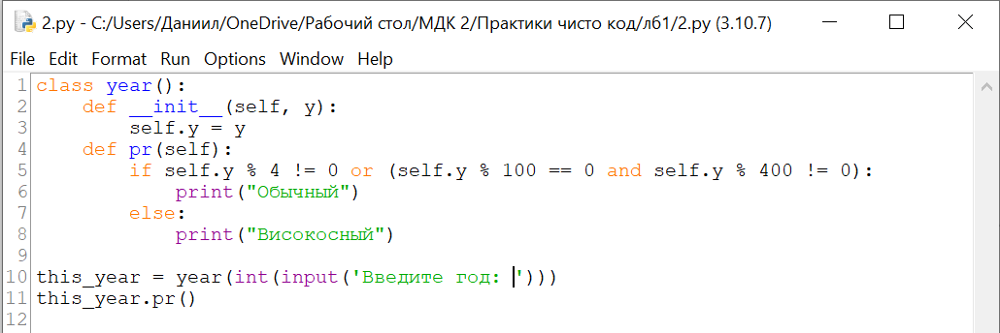 2.py - C:/Users/Даниил/OneDrive/Рабочий стол/МДК 2/Практики чисто код/лб1/2.py (3.10.7)
File Edit Format Run Options Window Help
1 class year():
2     def __init__(self, y):
3         self.y = y
4     def pr(self):
5         if self.y % 4 != 0 or (self.y % 100 == 0 and self.y % 400 != 0):
6             print("Обычный")
7         else:
8             print("Високосный")
9
10 this_year = year(int(input('Введите год: ')))
11 this_year.pr()
12